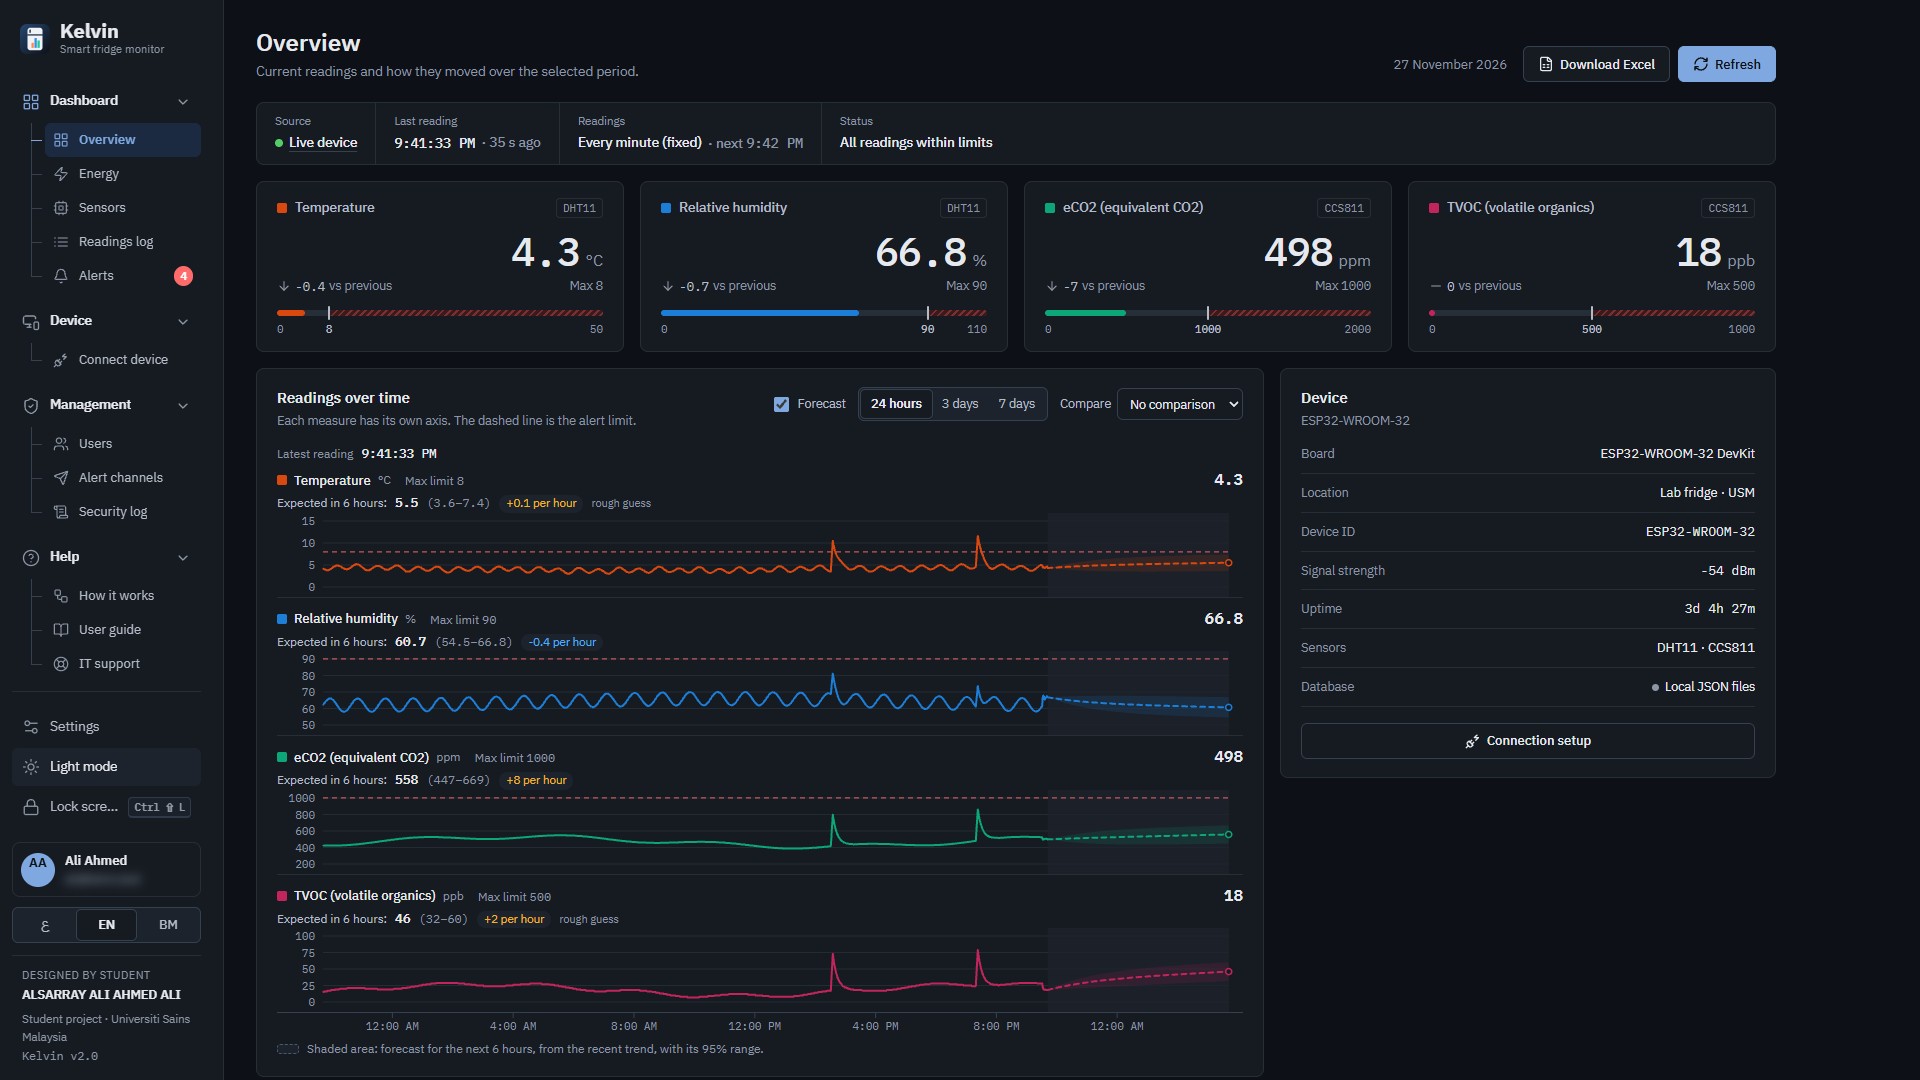 Kelvin
Smart fridge monitor
Dashboard
Overview
Energy
Sensors
Readings log
Alerts 4
Device
Connect device
Management
Users
Alert channels
Security log
Help
How it works
User guide
IT support
Settings
Light mode
Lock scre... Ctrl ⇧ L
AA Ali Ahmed
ع EN BM
DESIGNED BY STUDENT
ALSARRAY ALI AHMED ALI
Student project · Universiti Sains
Malaysia
Kelvin v2.0
Overview
Current readings and how they moved over the selected period.
27 November 2026 Download Excel Refresh
Source Last reading Readings Status
Live device 9:41:33 PM · 35 s ago Every minute (fixed) · next 9:42 PM All readings within limits
Temperature DHT11
4.3 °C
-0.4 vs previous Max 8
0 8 50
Relative humidity DHT11
66.8 %
-0.7 vs previous Max 90
0 90 110
eCO2 (equivalent CO2) CCS811
498 ppm
-7 vs previous Max 1000
0 1000 2000
TVOC (volatile organics) CCS811
18 ppb
0 vs previous Max 500
0 500 1000
Readings over time
Each measure has its own axis. The dashed line is the alert limit.
Forecast 24 hours 3 days 7 days Compare No comparison
Latest reading 9:41:33 PM
Temperature °C Max limit 8 4.3
Expected in 6 hours: 5.5 (3.6–7.4) +0.1 per hour rough guess
15
10
5
0
Relative humidity % Max limit 90 66.8
Expected in 6 hours: 60.7 (54.5–66.8) -0.4 per hour
90
80
70
60
50
eCO2 (equivalent CO2) ppm Max limit 1000 498
Expected in 6 hours: 558 (447–669) +8 per hour
1000
800
600
400
200
TVOC (volatile organics) ppb Max limit 500 18
Expected in 6 hours: 46 (32–60) +2 per hour rough guess
100
75
50
25
0
12:00 AM 4:00 AM 8:00 AM 12:00 PM 4:00 PM 8:00 PM 12:00 AM
Shaded area: forecast for the next 6 hours, from the recent trend, with its 95% range.
Device
ESP32-WROOM-32
Board ESP32-WROOM-32 DevKit
Location Lab fridge · USM
Device ID ESP32-WROOM-32
Signal strength -54 dBm
Uptime 3d 4h 27m
Sensors DHT11 · CCS811
Database Local JSON files
Connection setup